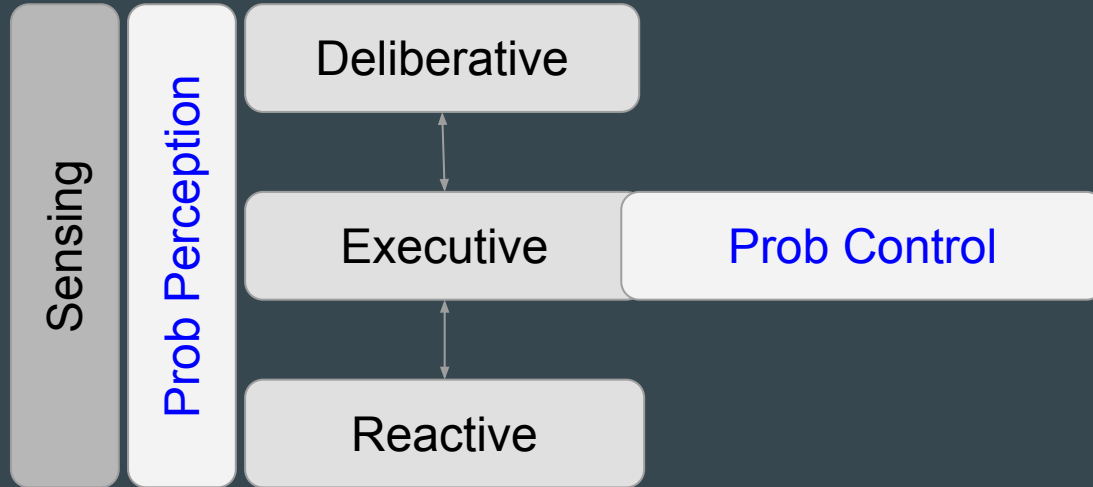 Sensing
Prob Perception
Deliberative
Executive
Prob Control
Reactive